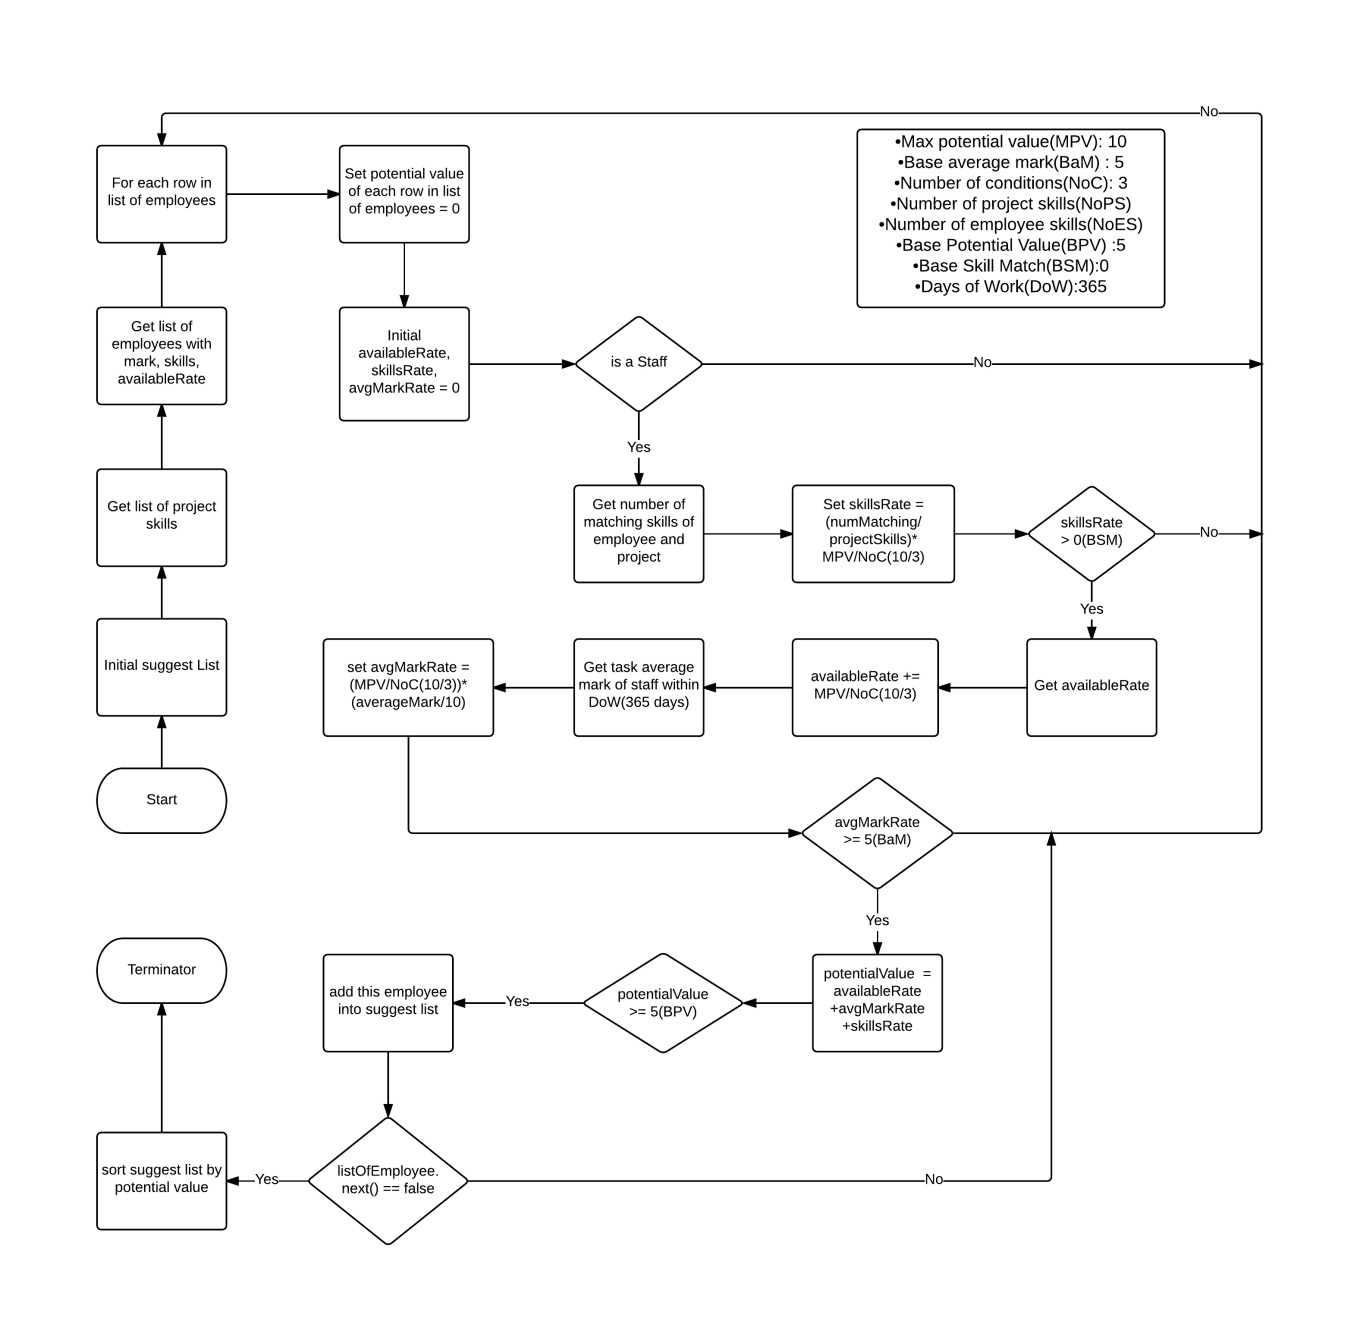 No
•Max potential value(MPV): 10
•Base average mark(BaM) : 5
•Number of conditions(NoC): 3
•Number of project skills(NoPS)
•Number of employee skills(NoES)
•Base Potential Value(BPV) :5
•Base Skill Match(BSM):0
•Days of Work(DoW):365
For each row in
list of employees
Set potential value
of each row in list
of employees = 0
Get list of
employees with
mark, skills,
availableRate
Initial
availableRate,
skillsRate,
avgMarkRate = 0
is a Staff
No
Yes
Get list of project
skills
Get number of
matching skills of
employee and
project
Set skillsRate =
(numMatching/
projectSkills)*
MPV/NoC(10/3)
skillsRate
> 0(BSM)
No
Yes
Initial suggest List
set avgMarkRate =
(MPV/NoC(10/3))*
(averageMark/10)
Get task average
mark of staff within
DoW(365 days)
availableRate +=
MPV/NoC(10/3)
Get availableRate
Start
avgMarkRate
>= 5(BaM)
Yes
Terminator
add this employee
into suggest list
Yes
potentialValue
>= 5(BPV)
potentialValue  =
availableRate
+avgMarkRate
+skillsRate
sort suggest list by
potential value
Yes
listOfEmployee.
next() == false
No